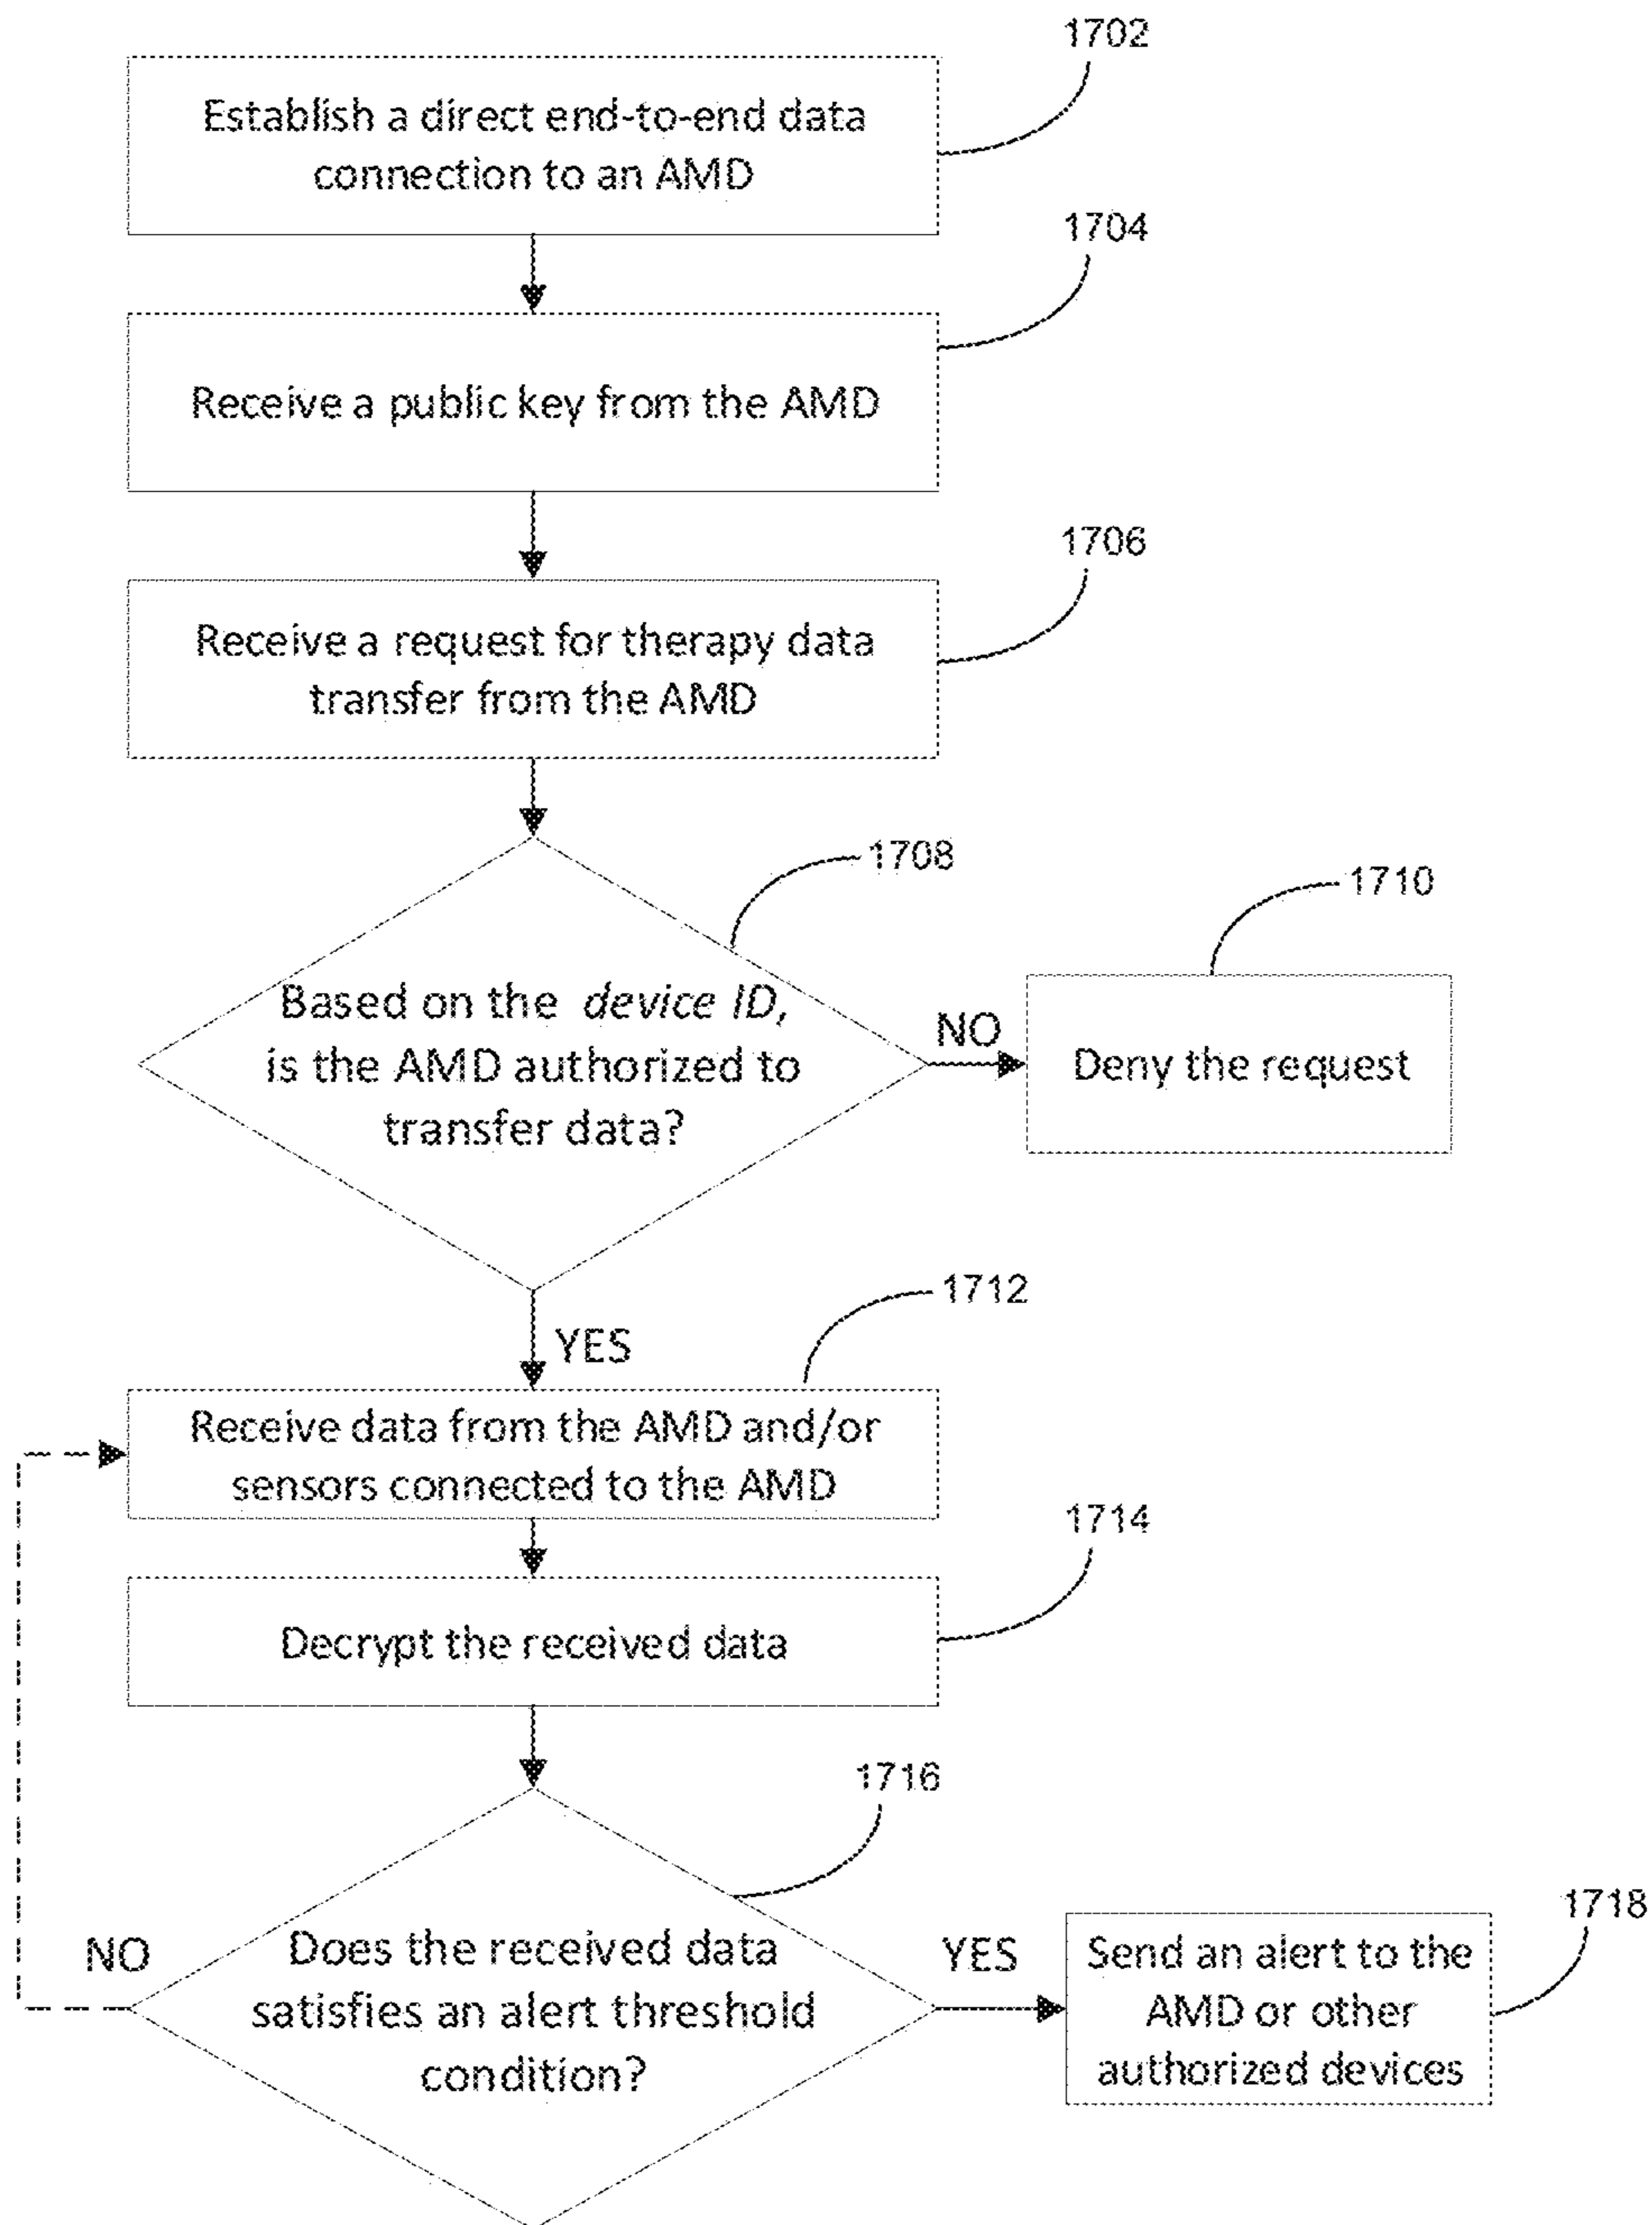 1702
Establish a direct end-to-end data
connection to an AMD
1704
Receive a public key from the AMD
1706
Receive a request for therapy data
transfer from the AMD
1708
Based on the device ID,
is the AMD authorized to
transfer data?
NO
1710
Deny the request
YES
1712
Receive data from the AMD and/or
sensors connected to the AMD
1714
Decrypt the received data
1716
Does the received data
satisfies an alert threshold
condition?
NO
YES
1718
Send an alert to the
AMD or other
authorized devices